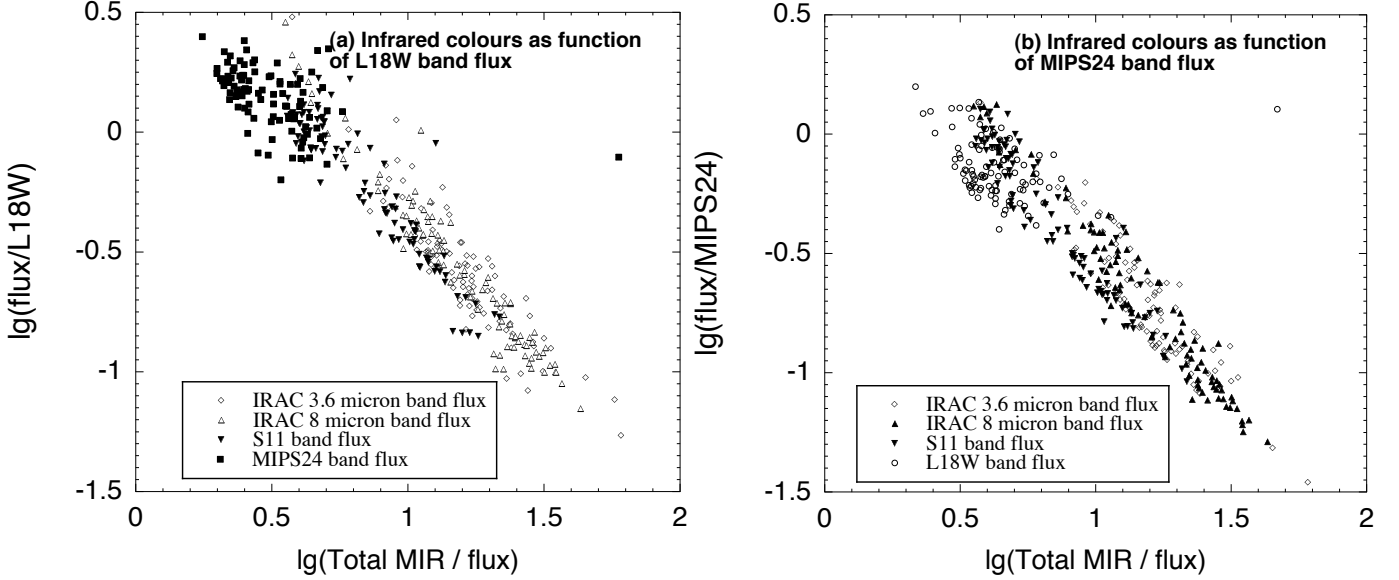 (a) Infrared colours as function
of L18W band flux
lg(flux/L18W)
0.5
0
-0.5
-1
-1.5
IRAC 3.6 micron band flux
IRAC 8 micron band flux
S11 band flux
MIPS24 band flux
0 0.5 1 1.5 2
lg(Total MIR / flux)
(b) Infrared colours as function
of MIPS24 band flux
lg(flux/MIPS24)
0.5
0
-0.5
-1
-1.5
IRAC 3.6 micron band flux
IRAC 8 micron band flux
S11 band flux
L18W band flux
0 0.5 1 1.5 2
lg(Total MIR / flux)